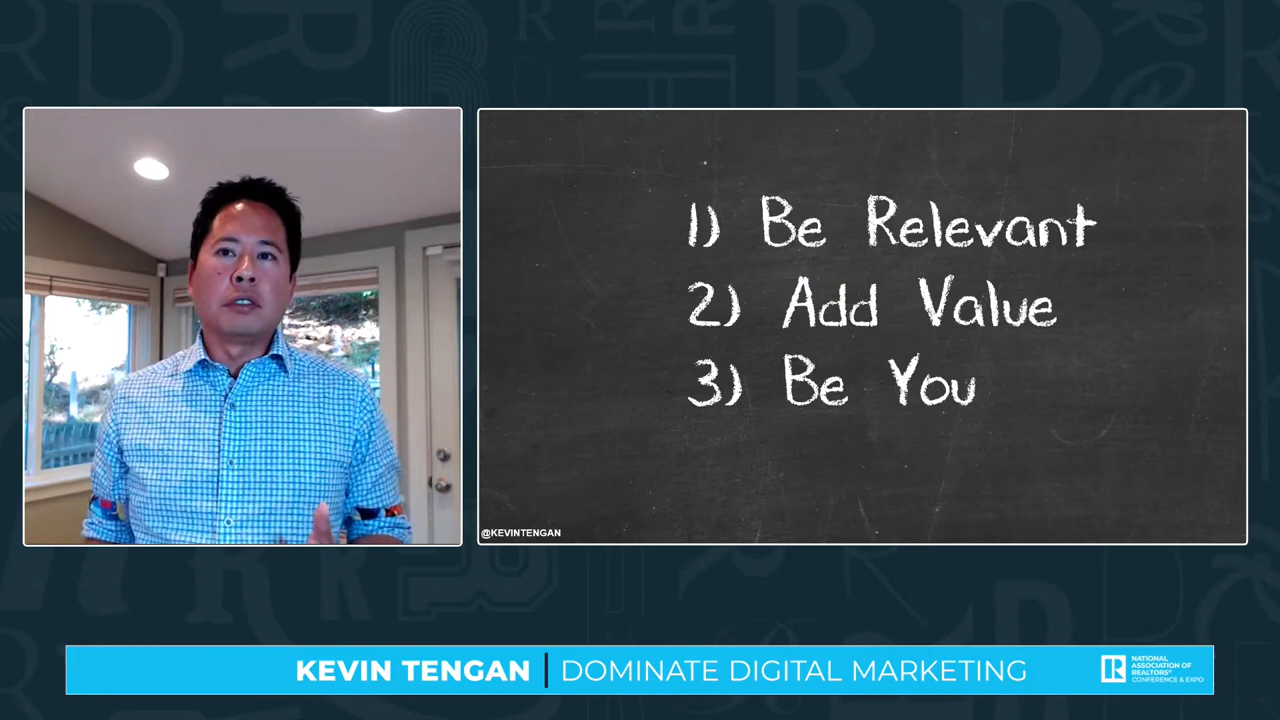 1) Be Relevant
2) Add Value
3) Be You
@KEVINTENGAN
KEVIN TENGAN | DOMINATE DIGITAL MARKETING
NATIONAL
ASSOCIATION OF
REALTORS®
CONFERENCE & EXPO